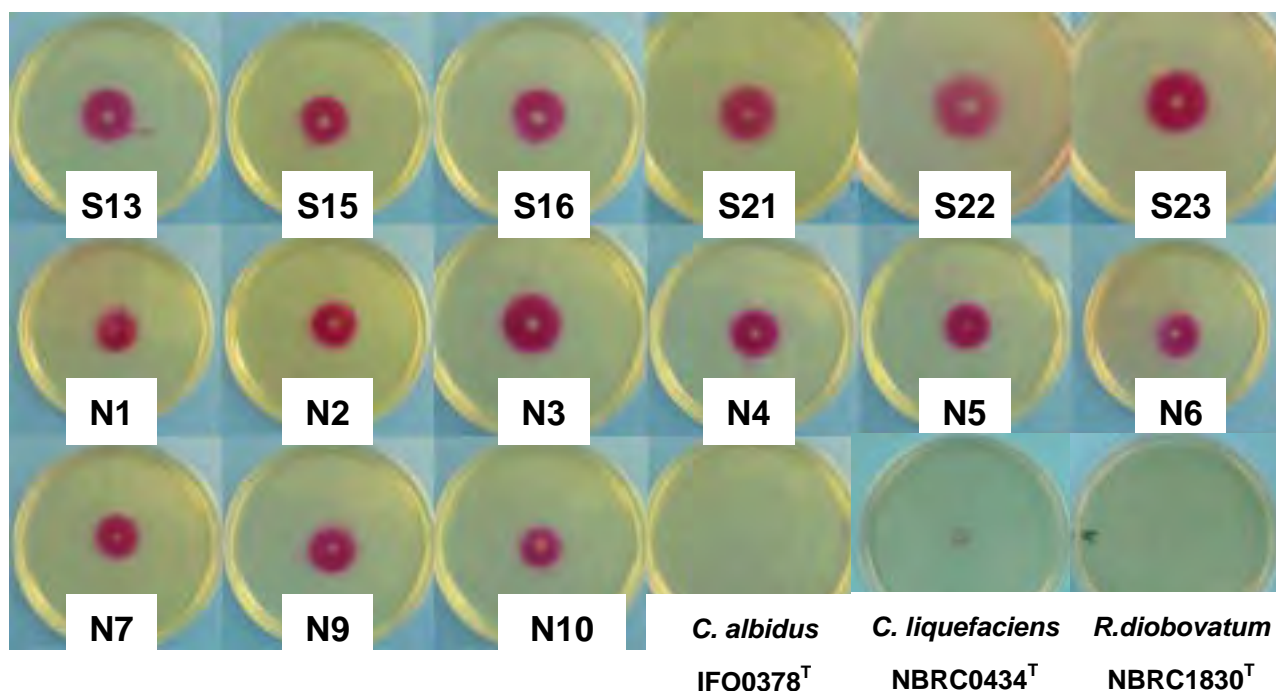 S13 S15 S16 S21 S22 S23
N1 N2 N3 N4 N5 N6
N7 N9 N10 C. albidus C. liquefaciens R.diobovatum
IFO0378ᵀ NBRC0434ᵀ NBRC1830ᵀ